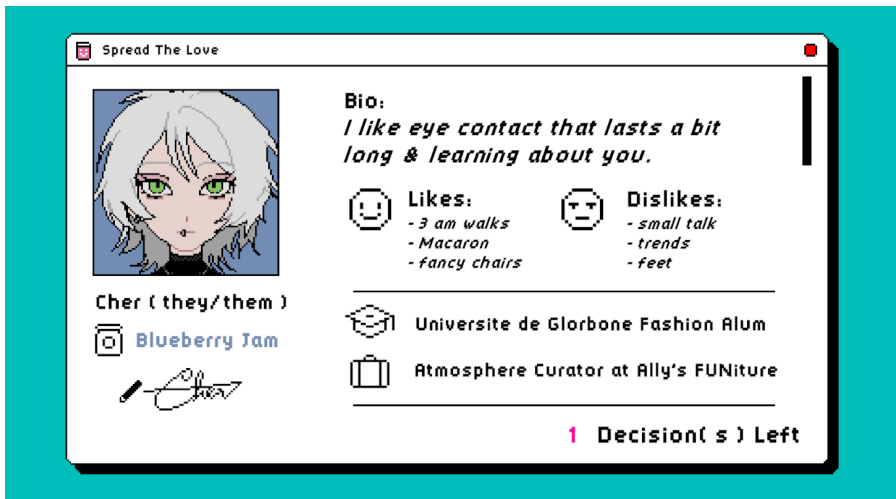 Spread The Love
Bio:
I like eye contact that lasts a bit
long & learning about you.
Likes:
- 3 am walks
- Macaron
- fancy chairs
Dislikes:
- small talk
- trends
- feet
Cher ( they/them )
Blueberry Jam
Cher
Universite de Glorbone Fashion Alum
Atmosphere Curator at Ally's FUNiture
1 Decision( s ) Left